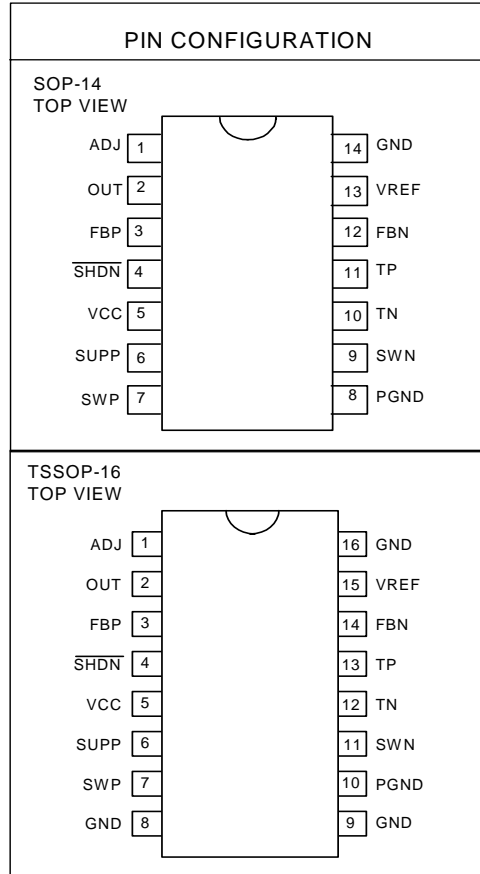 PIN CONFIGURATION
SOP-14
TOP VIEW
ADJ 1 14 GND
OUT 2 13 VREF
FBP 3 12 FBN
SHDN 4 11 TP
VCC 5 10 TN
SUPP 6 9 SWN
SWP 7 8 PGND
TSSOP-16
TOP VIEW
ADJ 1 16 GND
OUT 2 15 VREF
FBP 3 14 FBN
SHDN 4 13 TP
VCC 5 12 TN
SUPP 6 11 SWN
SWP 7 10 PGND
GND 8 9 GND